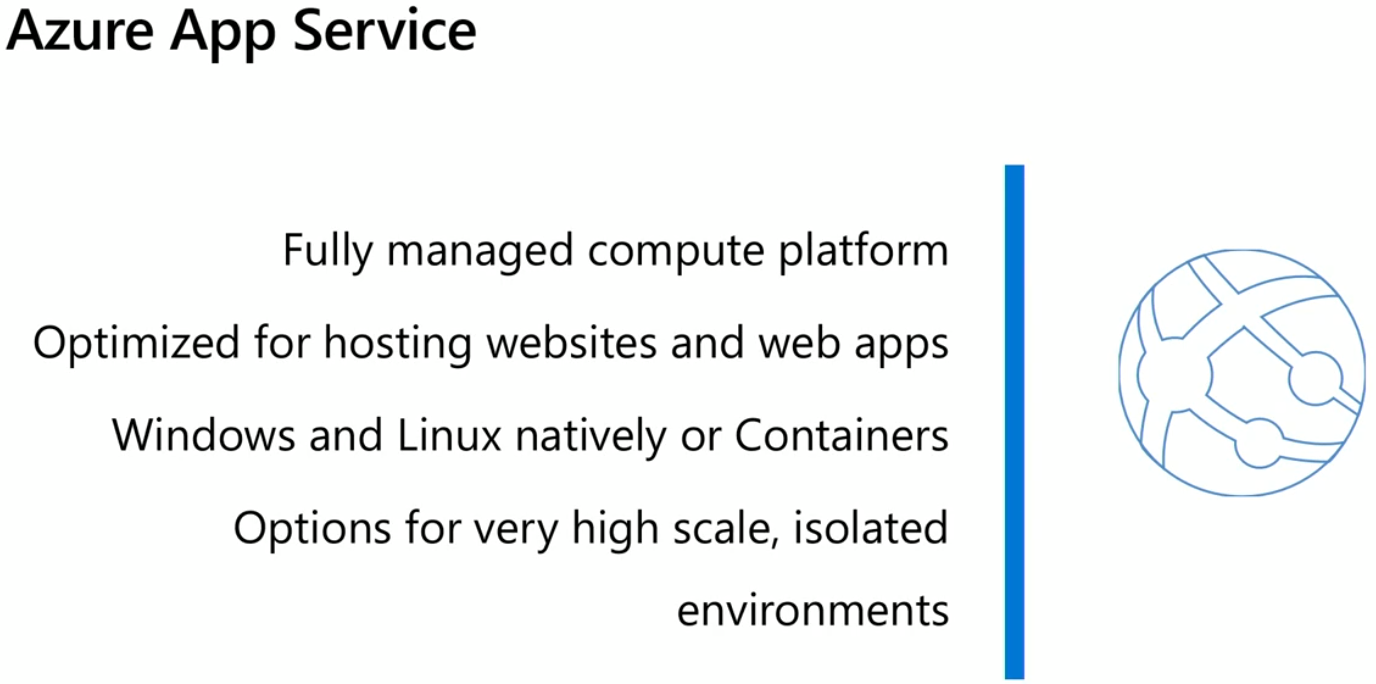 Azure App Service
Fully managed compute platform
Optimized for hosting websites and web apps
Windows and Linux natively or Containers
Options for very high scale, isolated
environments